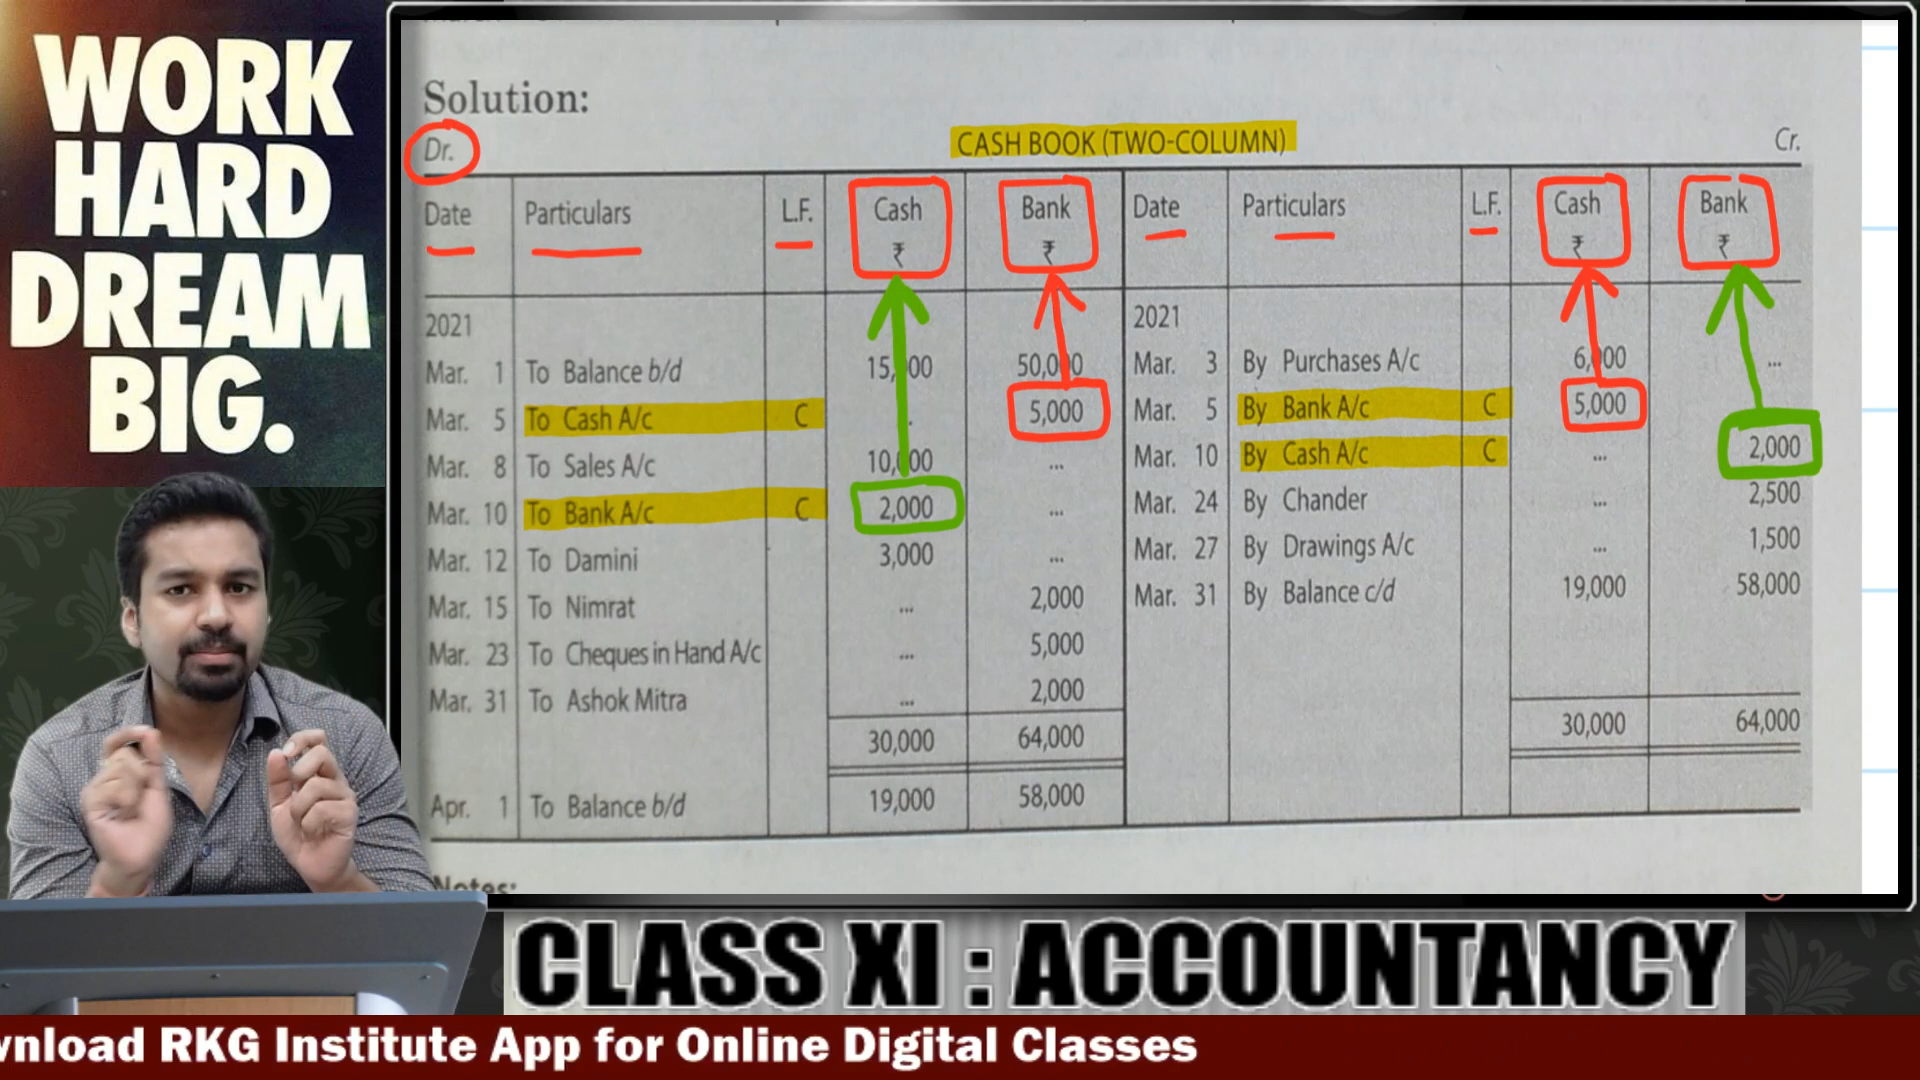 WORK
HARD
DREAM
BIG.
Solution:
Dr. CASH BOOK (TWO-COLUMN) Cr.
Date Particulars L.F. Cash ₹ Bank ₹ Date Particulars L.F. Cash ₹ Bank ₹
2021 2021
Mar. 1 To Balance b/d 15,000 50,000 Mar. 3 By Purchases A/c 6,000 ...
Mar. 5 To Cash A/c C 5,000 Mar. 5 By Bank A/c C 5,000
Mar. 8 To Sales A/c 10,000 ... Mar. 10 By Cash A/c C ... 2,000
Mar. 10 To Bank A/c C 2,000 ... Mar. 24 By Chander ... 2,500
Mar. 12 To Damini 3,000 ... Mar. 27 By Drawings A/c ... 1,500
Mar. 15 To Nimrat ... 2,000 Mar. 31 By Balance c/d 19,000 58,000
Mar. 23 To Cheques in Hand A/c ... 5,000
Mar. 31 To Ashok Mitra ... 2,000
30,000 64,000 30,000 64,000
Apr. 1 To Balance b/d 19,000 58,000
Notes:
CLASS XI : ACCOUNTANCY
wnload RKG Institute App for Online Digital Classes